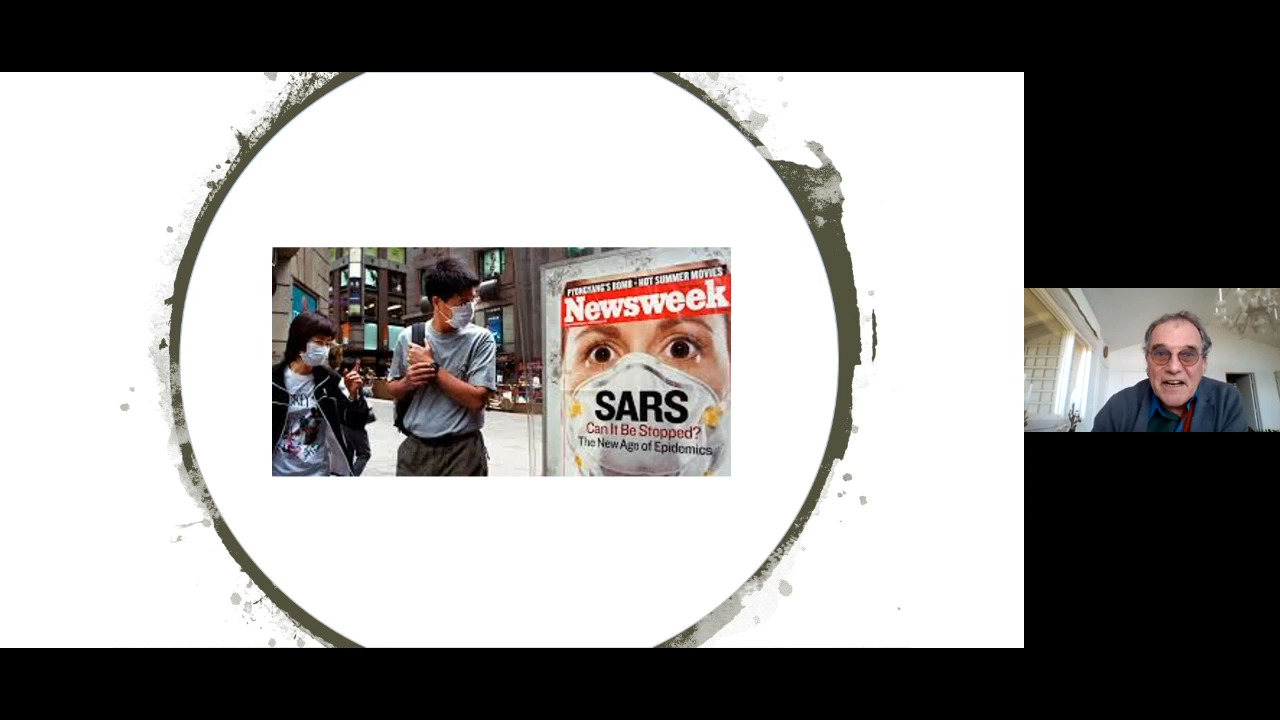 PYONGYANG'S BOMB • HOT SUMMER MOVIES
Newsweek
SARS
Can It Be Stopped?
The New Age of Epidemics